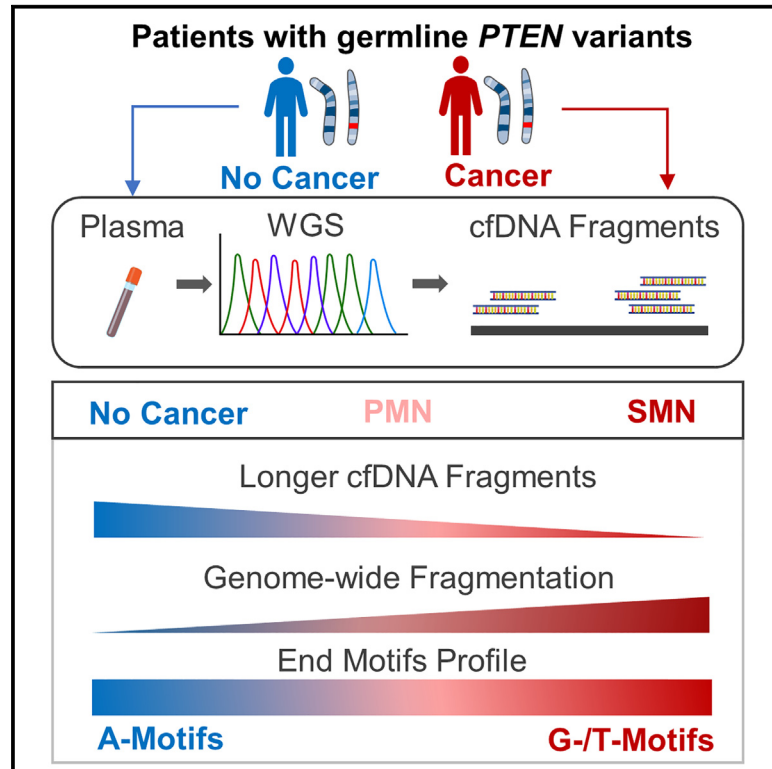 Patients with germline PTEN variants
No Cancer
Cancer
Plasma
WGS
cfDNA Fragments
No Cancer
PMN
SMN
Longer cfDNA Fragments
Genome-wide Fragmentation
End Motifs Profile
A-Motifs
G-/T-Motifs